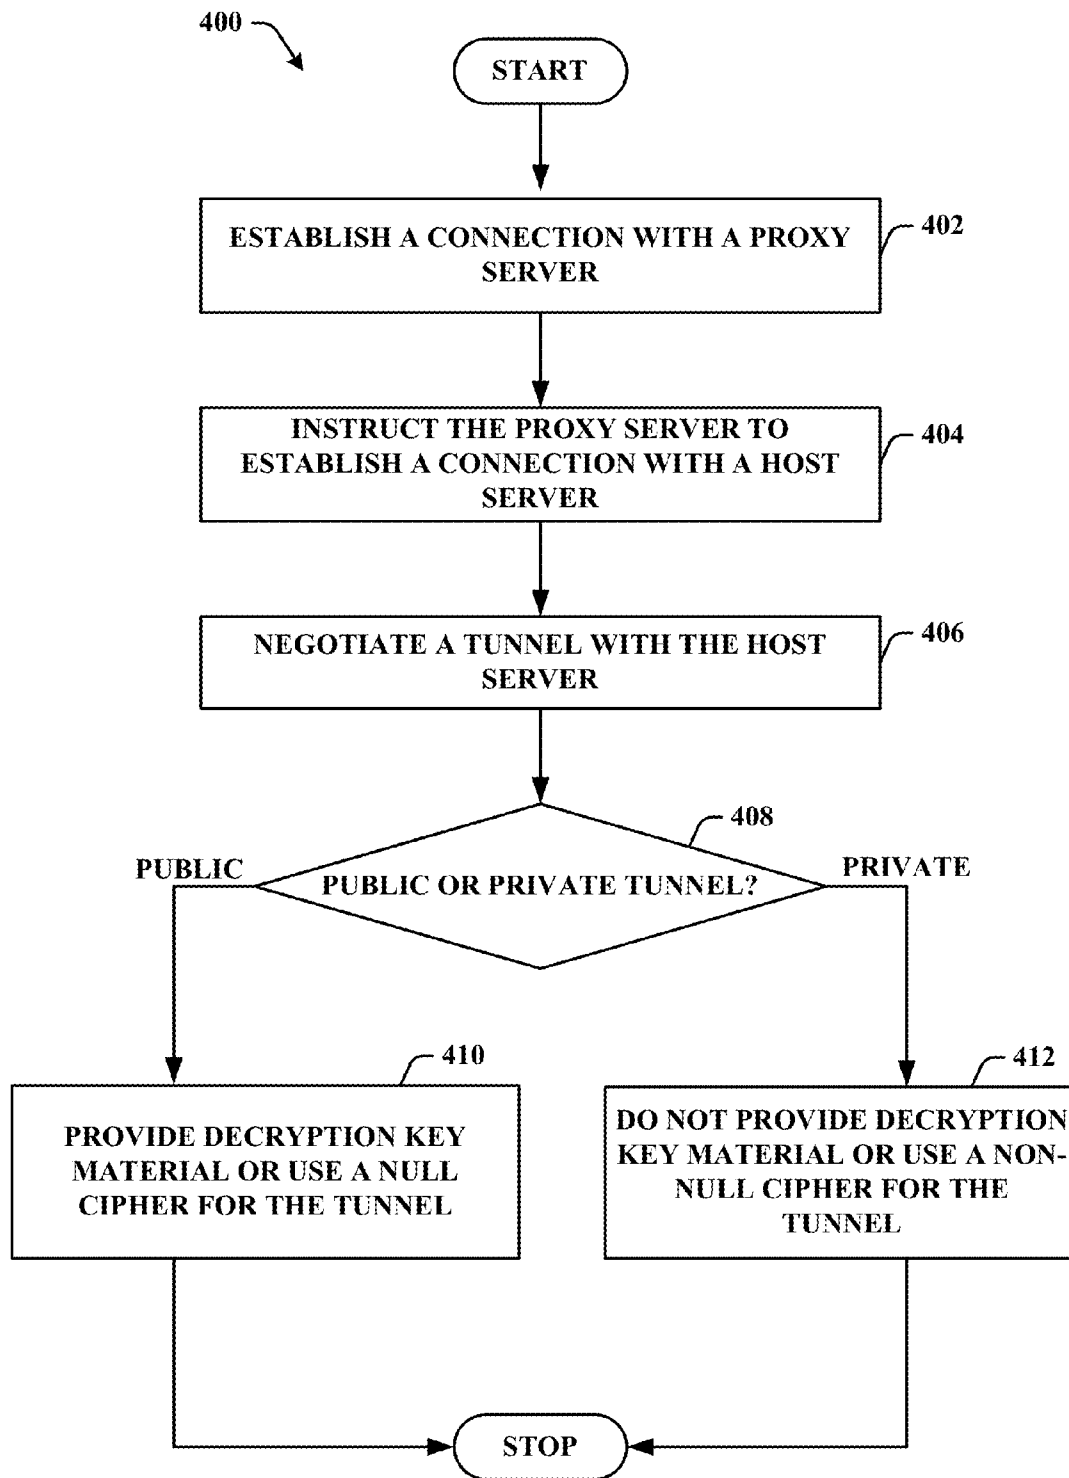 400
START
ESTABLISH A CONNECTION WITH A PROXY
SERVER
402
INSTRUCT THE PROXY SERVER TO
ESTABLISH A CONNECTION WITH A HOST
SERVER
404
NEGOTIATE A TUNNEL WITH THE HOST
SERVER
406
408
PUBLIC
PUBLIC OR PRIVATE TUNNEL?
PRIVATE
410
PROVIDE DECRYPTION KEY
MATERIAL OR USE A NULL
CIPHER FOR THE TUNNEL
412
DO NOT PROVIDE DECRYPTION
KEY MATERIAL OR USE A NON-
NULL CIPHER FOR THE
TUNNEL
STOP